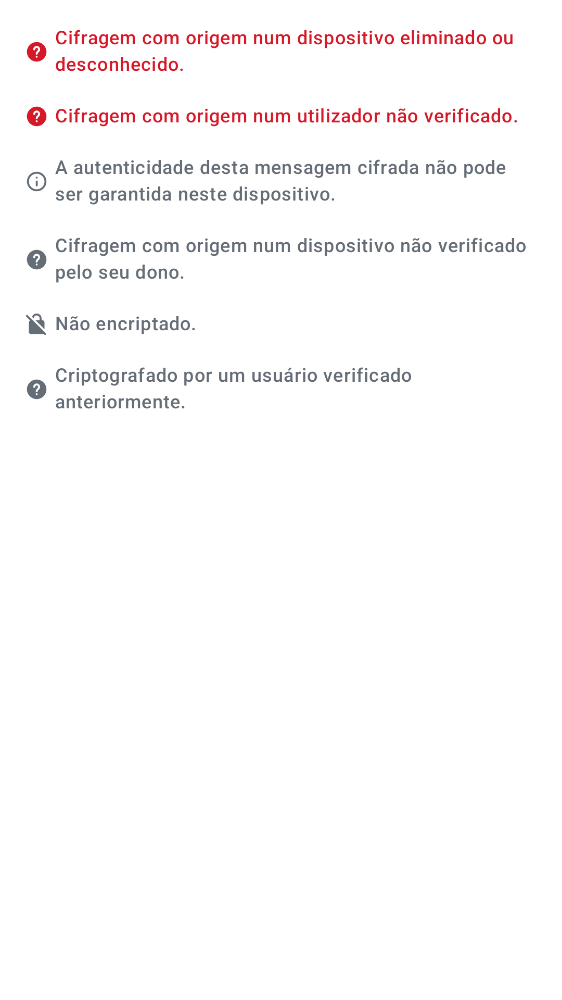 Cifragem com origem num dispositivo eliminado ou
desconhecido.
Cifragem com origem num utilizador não verificado.
A autenticidade desta mensagem cifrada não pode
ser garantida neste dispositivo.
Cifragem com origem num dispositivo não verificado
pelo seu dono.
Não encriptado.
Criptografado por um usuário verificado
anteriormente.